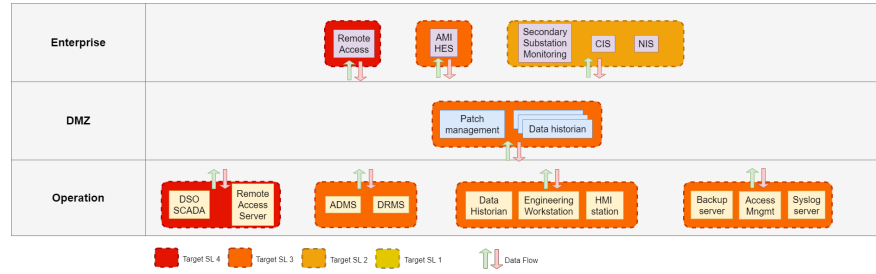 Enterprise
Remote
Access
AMI
HES
Secondary
Substation
Monitoring
CIS
NIS
DMZ
Patch
management
Data historian
Operation
DSO
SCADA
Remote
Access
Server
ADMS
DRMS
Data
Historian
Engineering
Workstation
HMI
station
Backup
server
Access
Mngmt
Syslog
server
Target SL 4
Target SL 3
Target SL 2
Target SL 1
Data Flow